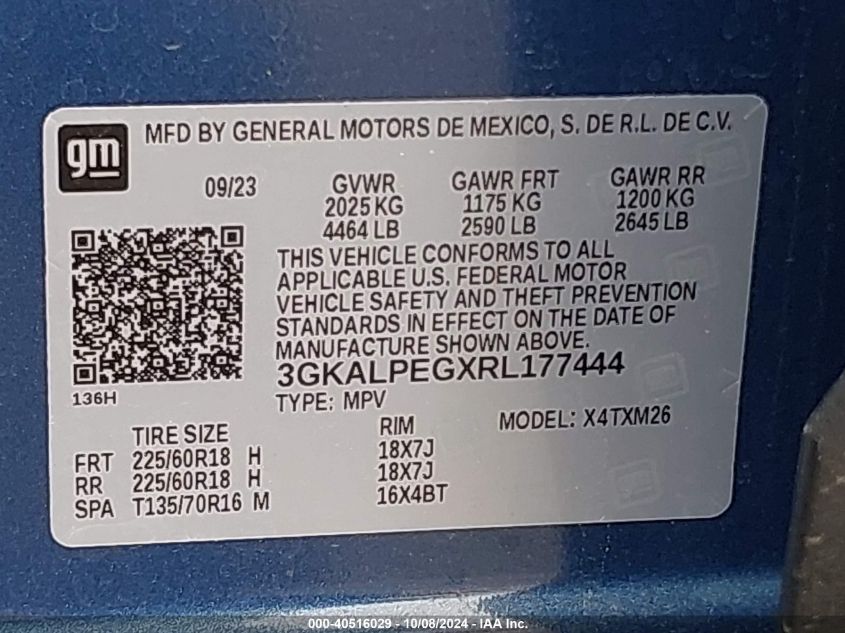 gm
MFD BY GENERAL MOTORS DE MEXICO, S. DE R.L. DE C.V.
09/23 GVWR GAWR FRT GAWR RR
2025 KG 1175 KG 1200 KG
4464 LB 2590 LB 2645 LB
THIS VEHICLE CONFORMS TO ALL
APPLICABLE U.S. FEDERAL MOTOR
VEHICLE SAFETY AND THEFT PREVENTION
STANDARDS IN EFFECT ON THE DATE OF
MANUFACTURE SHOWN ABOVE.
3GKALPEGXRL177444
136H
TYPE: MPV
MODEL: X4TXM26
TIRE SIZE RIM
FRT 225/60R18 H 18X7J
RR 225/60R18 H 18X7J
SPA T135/70R16 M 16X4BT
000-40516029 - 10/08/2024 - IAA Inc.